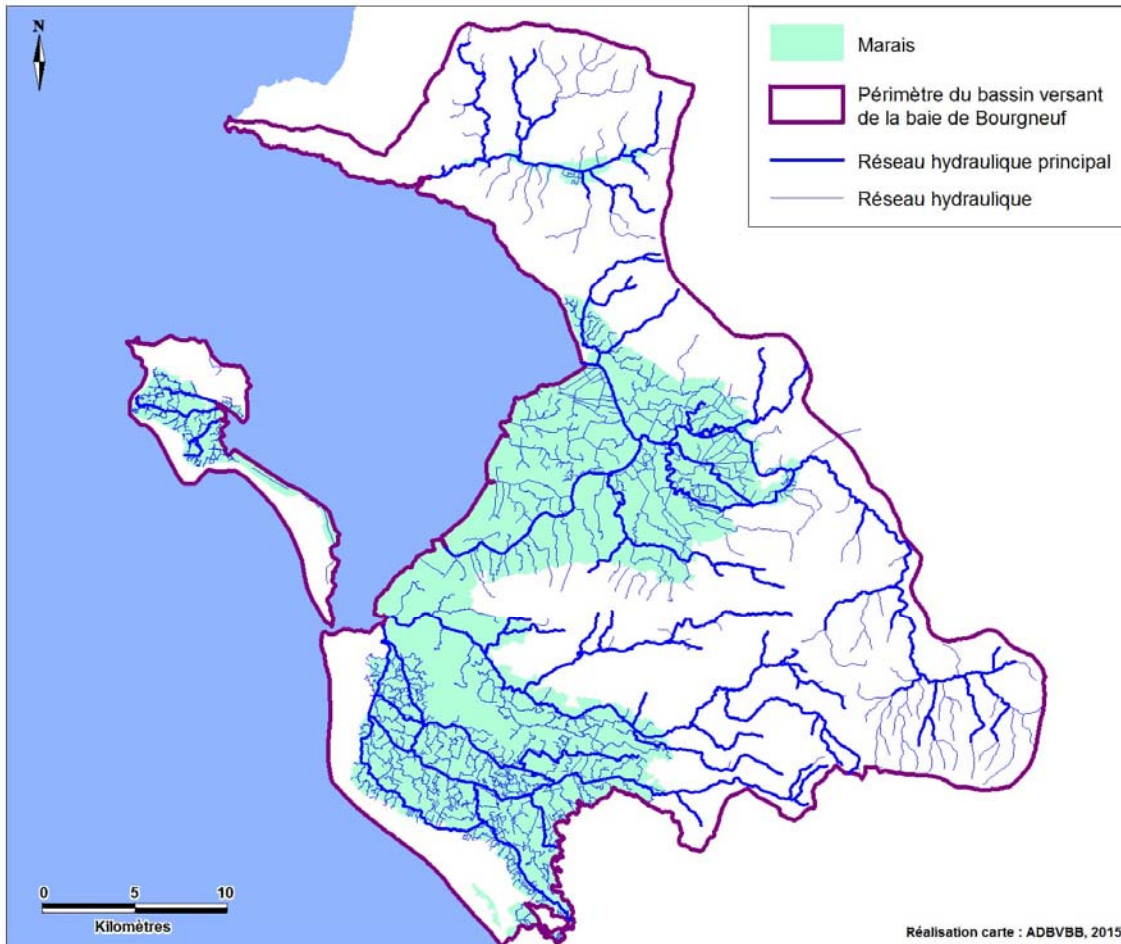 N
Marais
Périmètre du bassin versant
de la baie de Bourgneuf
Réseau hydraulique principal
Réseau hydraulique
0 5 10
Kilomètres
Réalisation carte : ADBVBB, 2015